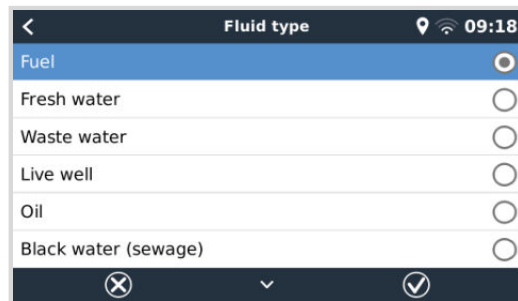 Fluid type 09:18
Fuel
Fresh water
Waste water
Live well
Oil
Black water (sewage)